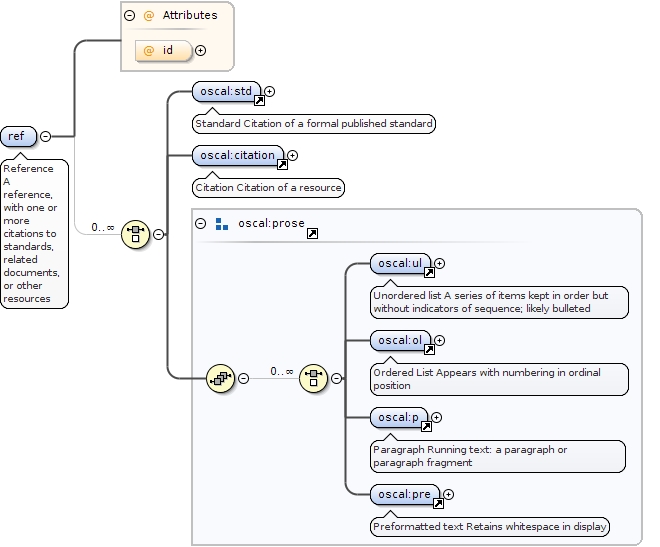 Attributes
@ id
oscal:std
Standard Citation of a formal published standard
ref
oscal:citation
Reference
A
reference,
with one or
more
citations to
standards,
related
documents,
or other
resources
Citation Citation of a resource
0..∞
oscal:prose
oscal:ul
Unordered list A series of items kept in order but
without indicators of sequence; likely bulleted
oscal:ol
0..∞
Ordered List Appears with numbering in ordinal
position
oscal:p
Paragraph Running text: a paragraph or
paragraph fragment
oscal:pre
Preformatted text Retains whitespace in display